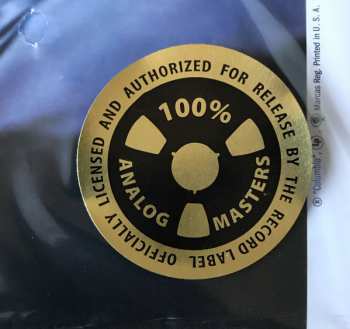 OFFICIALLY LICENSED AND AUTHORIZED FOR RELEASE BY THE RECORD LABEL
100%
ANALOG
MASTERS
® "Columbia", Marcas Reg. Printed in U. S. A.